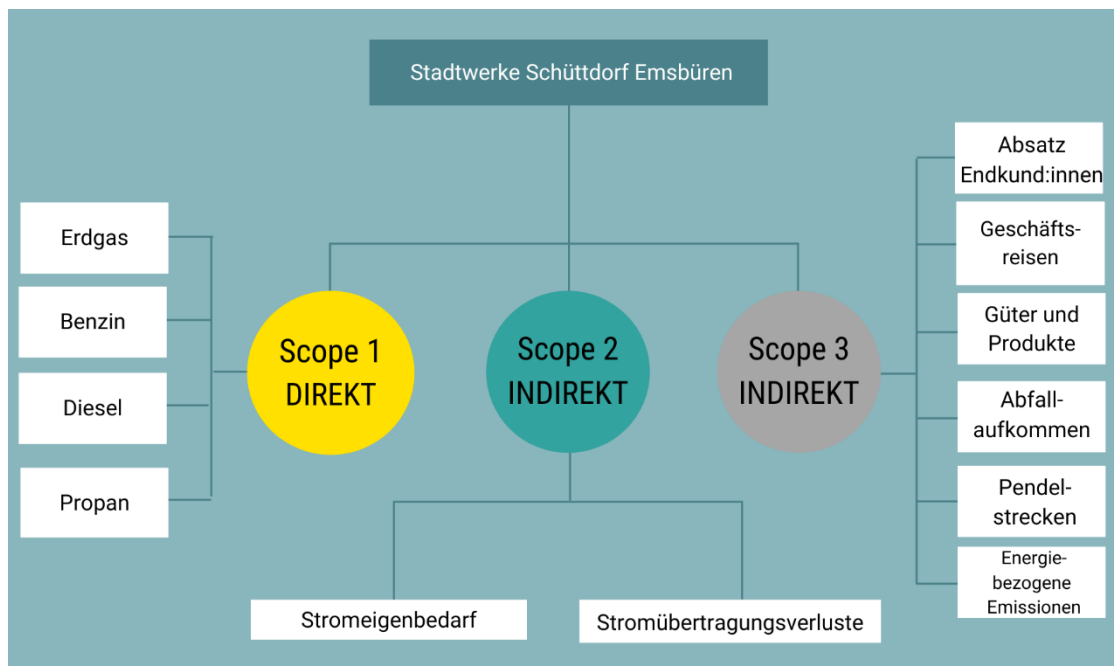 Stadtwerke Schüttdorf Emsbüren
Erdgas
Benzin
Diesel
Propan
Scope 1
DIREKT
Scope 2
INDIREKT
Scope 3
INDIREKT
Stromeigenbedarf
Stromübertragungsverluste
Absatz
Endkund:innen
Geschäfts-
reisen
Güter und
Produkte
Abfall-
aufkommen
Pendel-
strecken
Energie-
bezogene
Emissionen